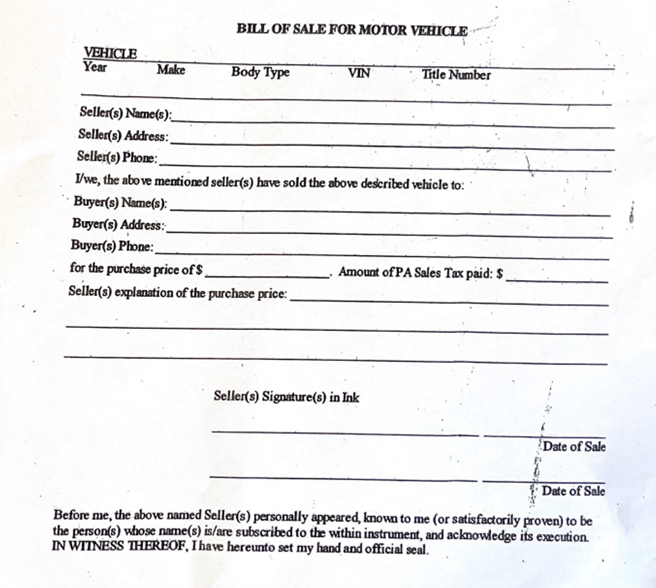 BILL OF SALE FOR MOTOR VEHICLE
VEHICLE
Year Make Body Type VIN Title Number
Seller(s) Name(s):
Seller(s) Address:
Seller(s) Phone:
I/we, the above mentioned seller(s) have sold the above described vehicle to:
Buyer(s) Name(s):
Buyer(s) Address:
Buyer(s) Phone:
for the purchase price of $ . Amount of PA Sales Tax paid: $
Seller(s) explanation of the purchase price:
Seller(s) Signature(s) in Ink
Date of Sale
Date of Sale
Before me, the above named Seller(s) personally appeared, known to me (or satisfactorily proven) to be
the person(s) whose name(s) is/are subscribed to the within instrument, and acknowledge its execution.
IN WITNESS THEREOF, I have hereunto set my hand and official seal.